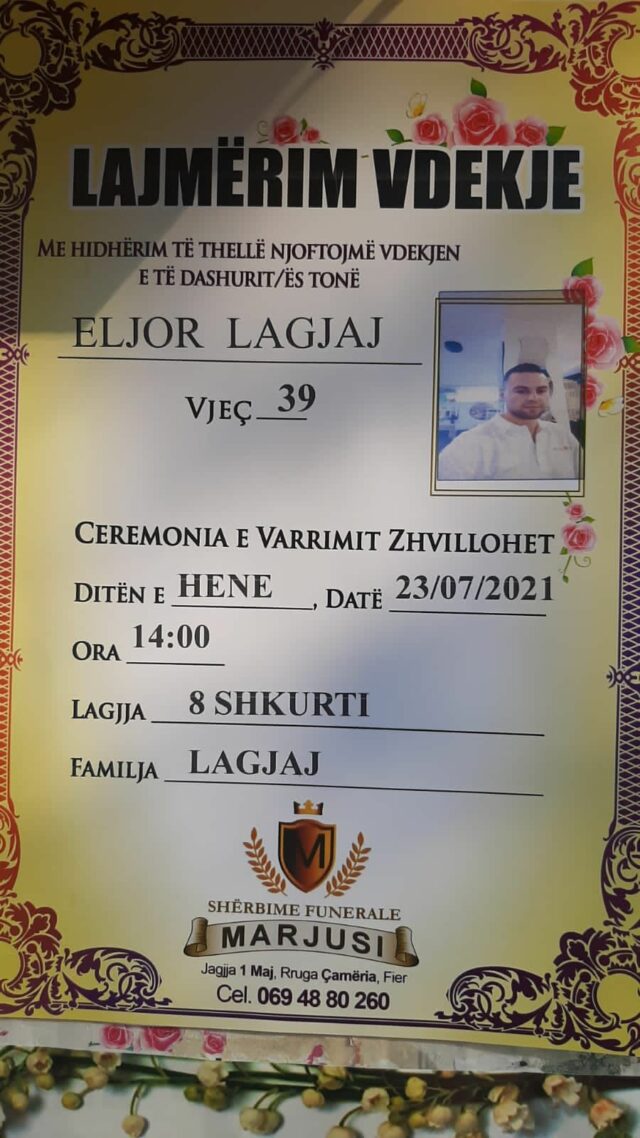 LAJMËRIM VDEKJE
ME HIDHËRIM TË THELLË NJOFTOJMË VDEKJEN
E TË DASHURIT/ËS TONË
ELJOR LAGJAJ
VJEÇ 39
CEREMONIA E VARRIMIT ZHVILLOHET
DITËN E HENE, DATË 23/07/2021
ORA 14:00
LAGJJA 8 SHKURTI
FAMILJA LAGJAJ
M
SHËRBIME FUNERALE
MARJUSI
Jagjja 1 Maj, Rruga Çamëria, Fier
Cel. 069 48 80 260